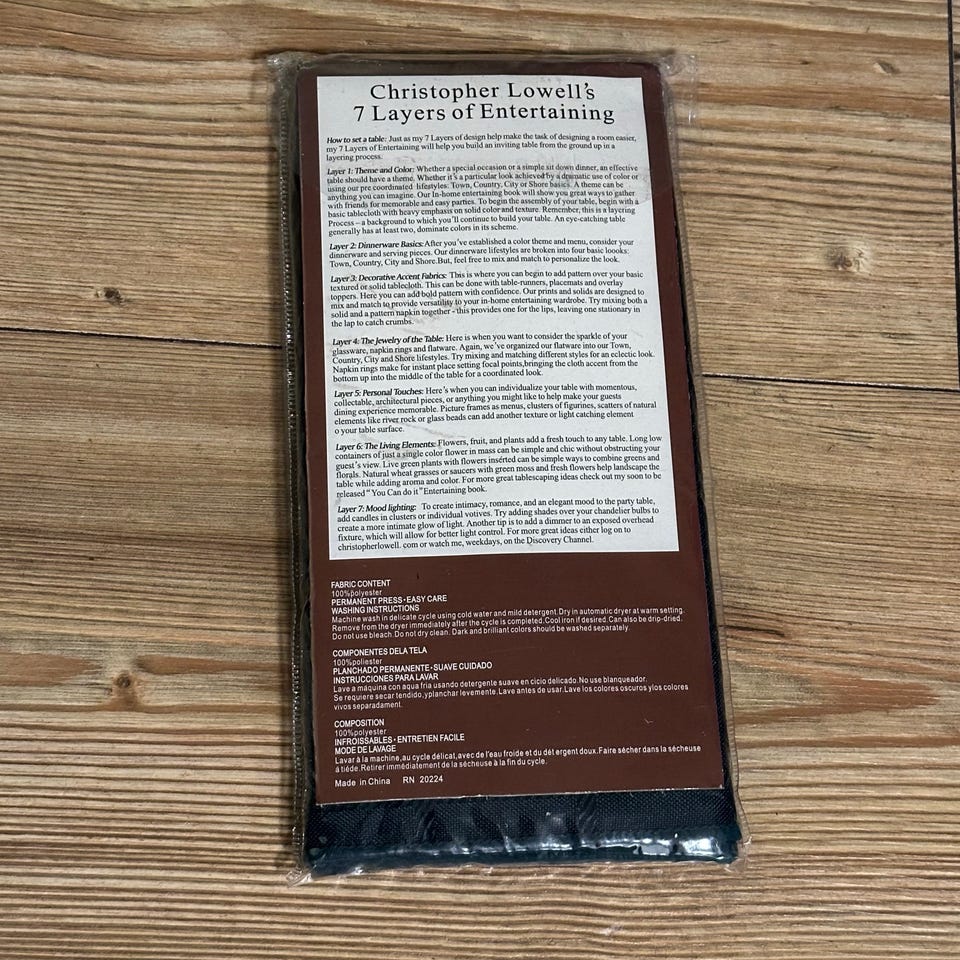 Christopher Lowell's
7 Layers of Entertaining
How to set a table: Just as my 7 Layers of design help make the task of designing a room easier,
my 7 Layers of Entertaining will help you build an inviting table from the ground up in a
layering process.
Layer 1: Theme and Color: Whether a special occasion or a simple sit down dinner, an effective
table should have a theme. Whether it's a particular look achieved by a dramatic use of color or
using our pre coordinated lifestyles: Town, Country, City or Shore basics. A theme can be
anything you can imagine. Our In-home entertaining book will show you great ways to gather
with friends for memorable and easy parties. To begin the assembly of your table, begin with a
basic tablecloth with heavy emphasis on solid color and texture. Remember, this is a layering
Process – a background to which you'll continue to build your table. An eye-catching table
generally has at least two, dominate colors in its scheme.
Layer 2: Dinnerware Basics: After you've established a color theme and menu, consider your
dinnerware and serving pieces. Our dinnerware lifestyles are broken into four basic loooks:
Town, Country, City and Shore.But, feel free to mix and match to personalize the look.
Layer 3: Decorative Accent Fabrics: This is where you can begin to add pattern over your basic
textured or solid tablecloth. This can be done with table-runners, placemats and overlay
toppers. Here you can add bold pattern with confidence. Our prints and solids are designed to
mix and match to provide versatility to your in-home entertaining wardrobe. Try mixing both a
solid and a pattern napkin together - this provides one for the lips, leaving one stationary in
the lap to catch crumbs.
Layer 4: The Jewelry of the Table: Here is when you want to consider the sparkle of your
glassware, napkin rings and flatware. Again, we've organized our flatware into our Town,
Country, City and Shore lifestyles. Try mixing and matching different styles for an eclectic look.
Napkin rings make for instant place setting focal points,bringing the cloth accent from the
bottom up into the middle of the table for a coordinated look.
Layer 5: Personal Touches: Here's when you can individualize your table with momentous,
collectable, architectural pieces, or anything you might like to help make your guests
dining experience memorable. Picture frames as menus, clusters of figurines, scatters of natural
elements like river rock or glass beads can add another texture or light catching element
o your table surface.
Layer 6: The Living Elements: Flowers, fruit, and plants add a fresh touch to any table. Long low
containers of just a single color flower in mass can be simple and chic without obstructing your
guest's view. Live green plants with flowers inserted can be simple ways to combine greens and
florals. Natural wheat grasses or saucers with green moss and fresh flowers help landscape the
table while adding aroma and color. For more great tablescaping ideas check out my soon to be
released "You Can do it" Entertaining book.
Layer 7: Mood lighting: To create intimacy, romance, and an elegant mood to the party table,
add candles in clusters or individual votives. Try adding shades over your chandelier bulbs to
create a more intimate glow of light. Another tip is to add a dimmer to an exposed overhead
fixture, which will allow for better light control. For more great ideas either log on to
christopherlowell. com or watch me, weekdays, on the Discovery Channel.
FABRIC CONTENT
100%polyester
PERMANENT PRESS·EASY CARE
WASHING INSTRUCTIONS
Machine wash in delicate cycle using cold water and mild detergent.Dry in automatic dryer at warm setting.
Remove from the dryer immediately after the cycle is completed.Cool iron if desired.Can also be drip-dried.
Do not use bleach.Do not dry clean. Dark and brilliant colors should be washed separately.
COMPONENTES DELA TELA
100%poliester
PLANCHADO PERMANENTE·SUAVE CUIDADO
INSTRUCCIONES PARA LAVAR
Lave a máquina con aqua fria usando detergente suave en cicio delicado.No use blanqueador.
Se requiere secar tendido,yplanchar levemente.Lave antes de usar.Lave los colores oscuros ylos colores
vivos separadament.
COMPOSITION
100%polyester
INFROISSABLES·ENTRETIEN FACILE
MODE DE LAVAGE
Lavar à la machine,au cycle délicat,avec de l'eau froide et du dét ergent doux.Faire sécher dans la sécheuse
à tiéde.Retirer immédiatement de la sécheuse à la fin du cycle.
Made in China RN 20224